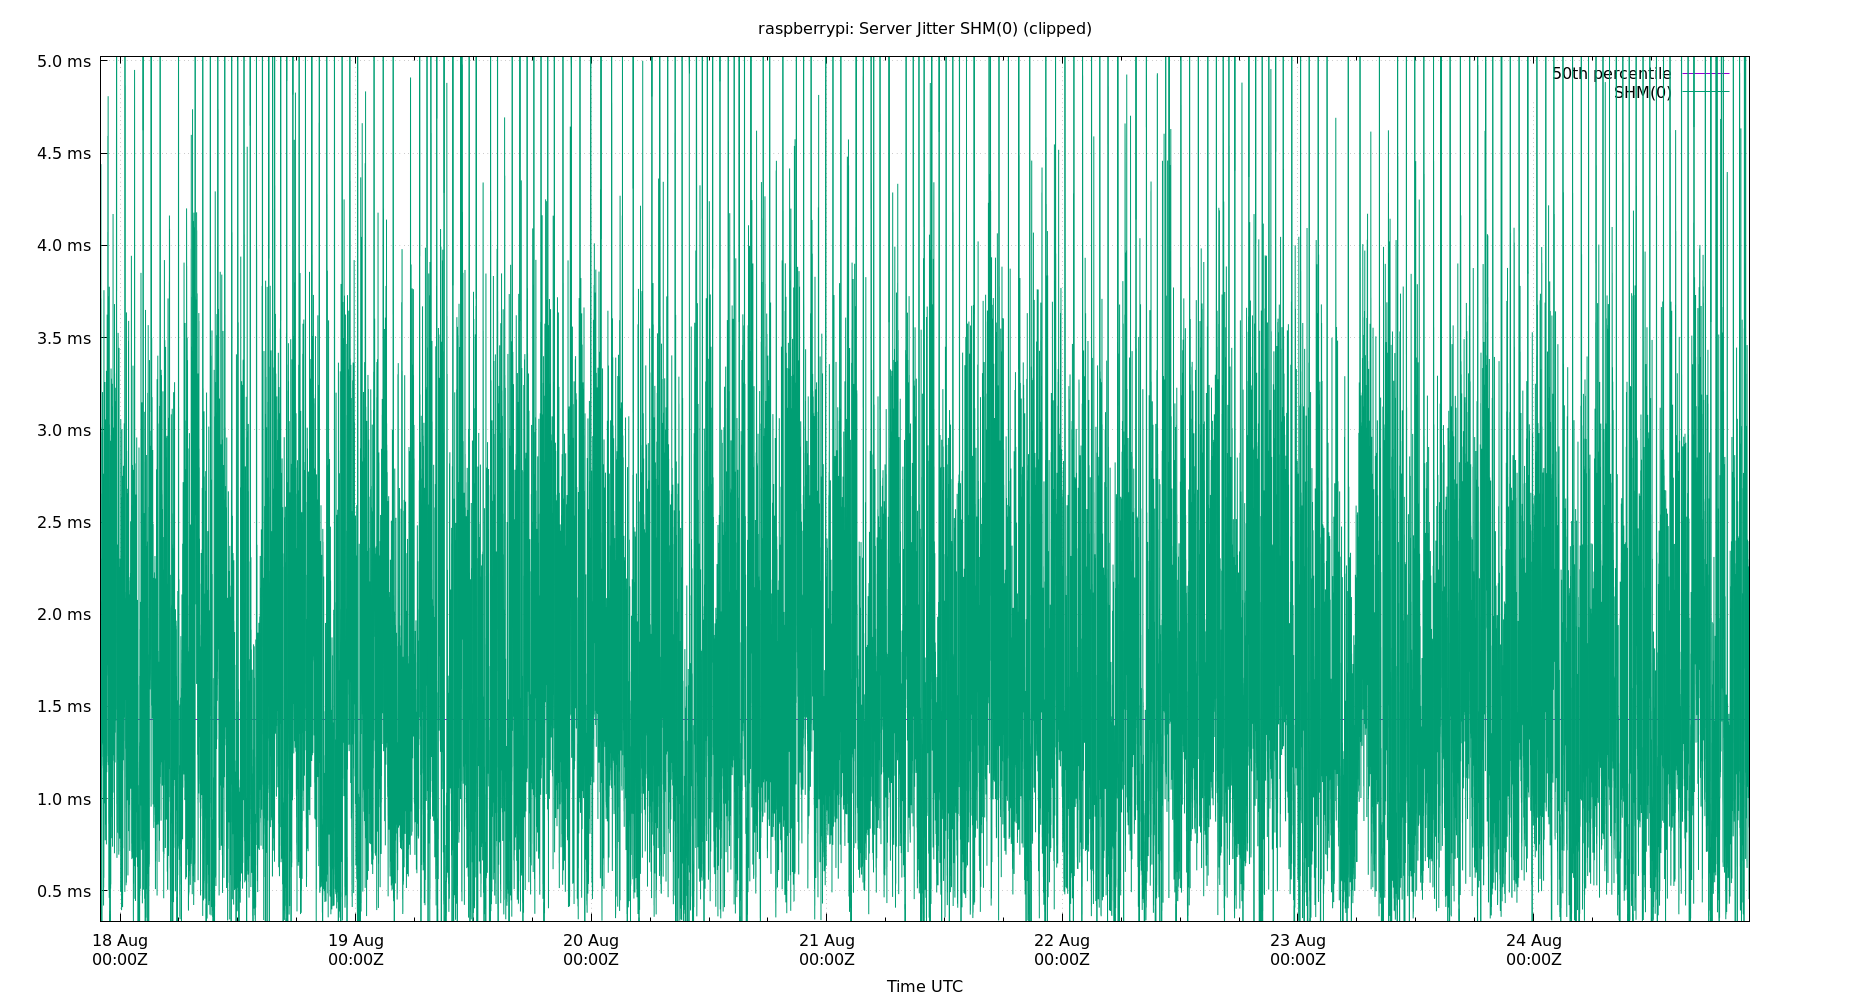 raspberrypi: Server Jitter SHM(0) (clipped)
5.0 ms
50th percentile
SHM(0)
4.5 ms
4.0 ms
3.5 ms
3.0 ms
2.5 ms
2.0 ms
1.5 ms
1.0 ms
0.5 ms
18 Aug 19 Aug 20 Aug 21 Aug 22 Aug 23 Aug 24 Aug
00:00Z 00:00Z 00:00Z 00:00Z 00:00Z 00:00Z 00:00Z
Time UTC